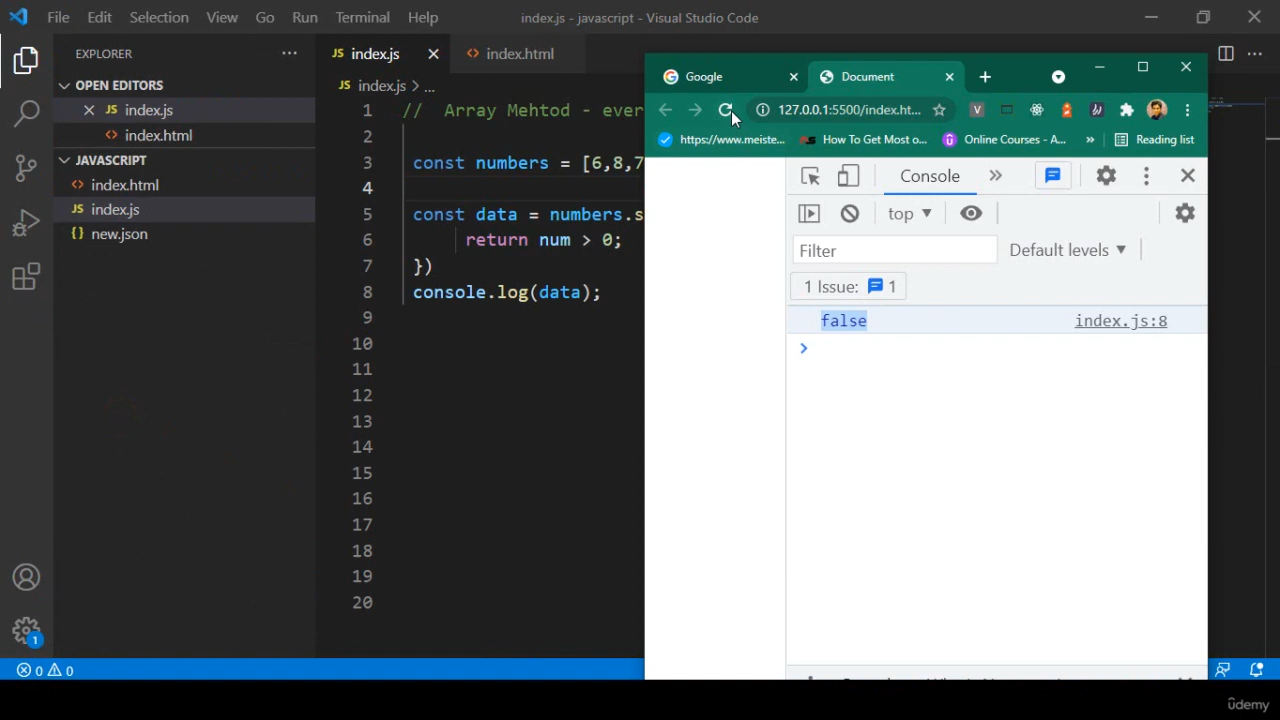 File Edit Selection View Go Run Terminal Help index.js - javascript - Visual Studio Code
EXPLORER
OPEN EDITORS
index.js
index.html
JAVASCRIPT
index.html
index.js
new.json
index.js index.html
index.js > ...
1 // Array Mehtod - ever
2
3 const numbers = [6,8,7
4
5 const data = numbers.s
6 return num > 0;
7 })
8 console.log(data);
9
10
11
12
13
14
15
16
17
18
19
20
Google Document
127.0.0.1:5500/index.ht...
https://www.meiste... How To Get Most o... Online Courses - A... » Reading list
Console »
top
Filter Default levels
1 Issue: 1
false index.js:8
1
0 0
ûdemy